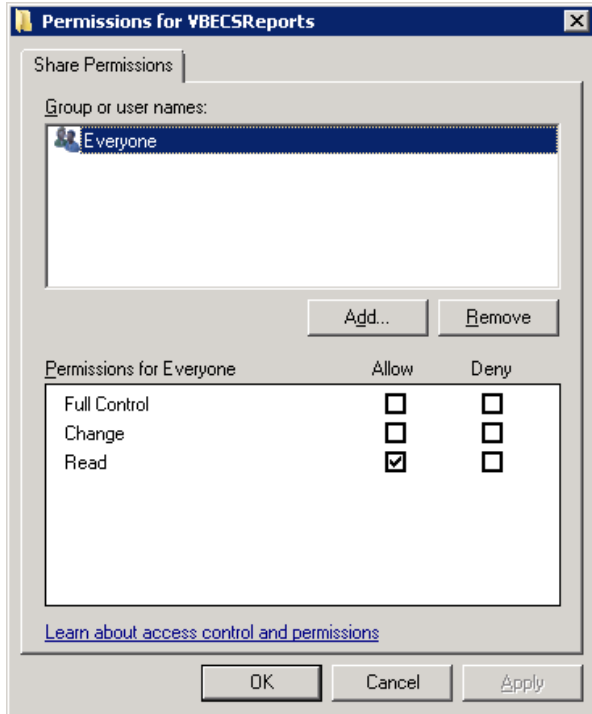 Permissions for VBECSReports
Share Permissions
Group or user names:
Everyone
Add... Remove
Permissions for Everyone Allow Deny
Full Control
Change
Read
Learn about access control and permissions
OK Cancel Apply